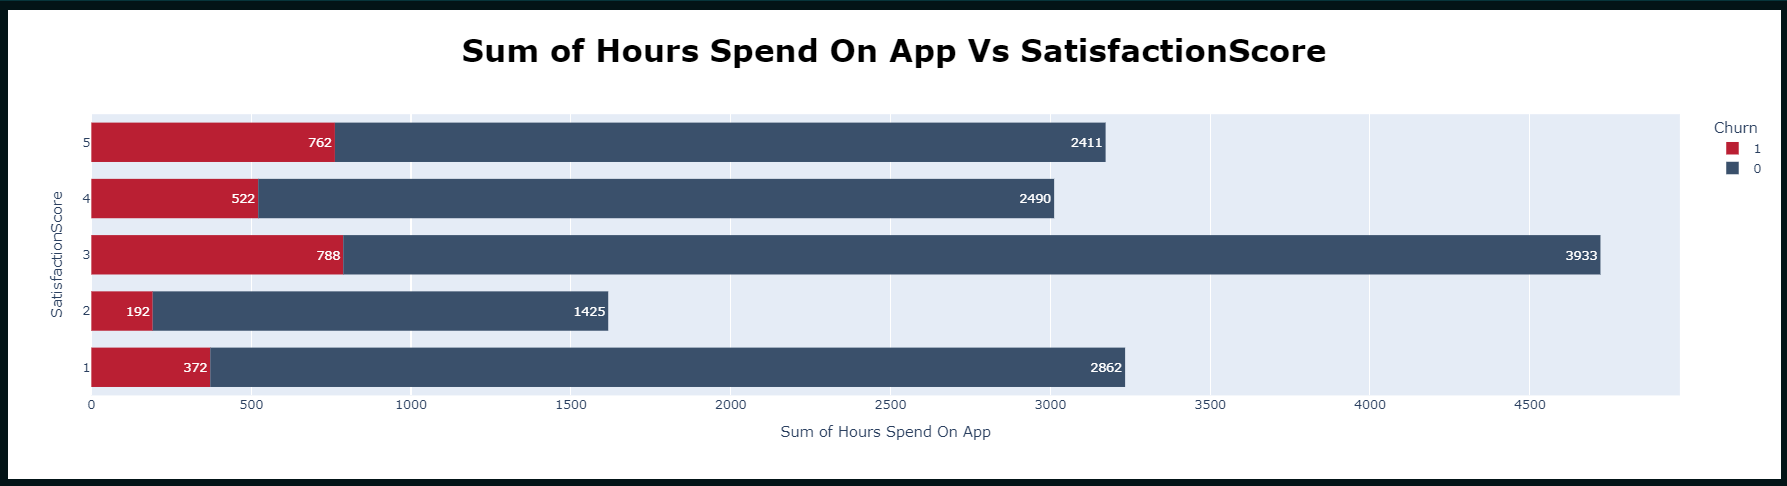 Sum of Hours Spend On App Vs SatisfactionScore
Churn
1
0
SatisfactionScore
5 762 2411
4 522 2490
3 788 3933
2 192 1425
1 372 2862
0 500 1000 1500 2000 2500 3000 3500 4000 4500
Sum of Hours Spend On App